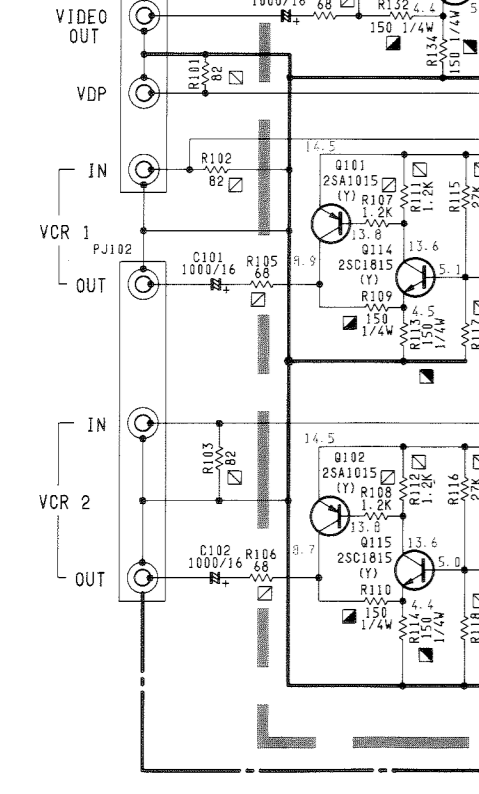 1000/16
68
R132
4.4
150 1/4W
VIDEO
OUT
R134
150 1/4W
R101
82
VDP
14.5
IN
R102
82
Q101
2SA1015
(Y)
R107
1.2K
R111
1.2K
R115
27K
VCR 1
PJ102
13.8
Q114
13.6
2SC1815
(Y)
5.1
C101
1000/16
R105
68
8.9
OUT
R109
150
1/4W
4.5
R113
150
1/4W
R117
IN
14.5
R103
82
Q102
2SA1015
(Y)
R108
1.2K
R112
1.2K
R116
27K
VCR 2
13.8
Q115
13.6
2SC1815
(Y)
5.0
C102
1000/16
R106
68
8.7
OUT
R110
150
1/4W
4.4
R114
150
1/4W
R118